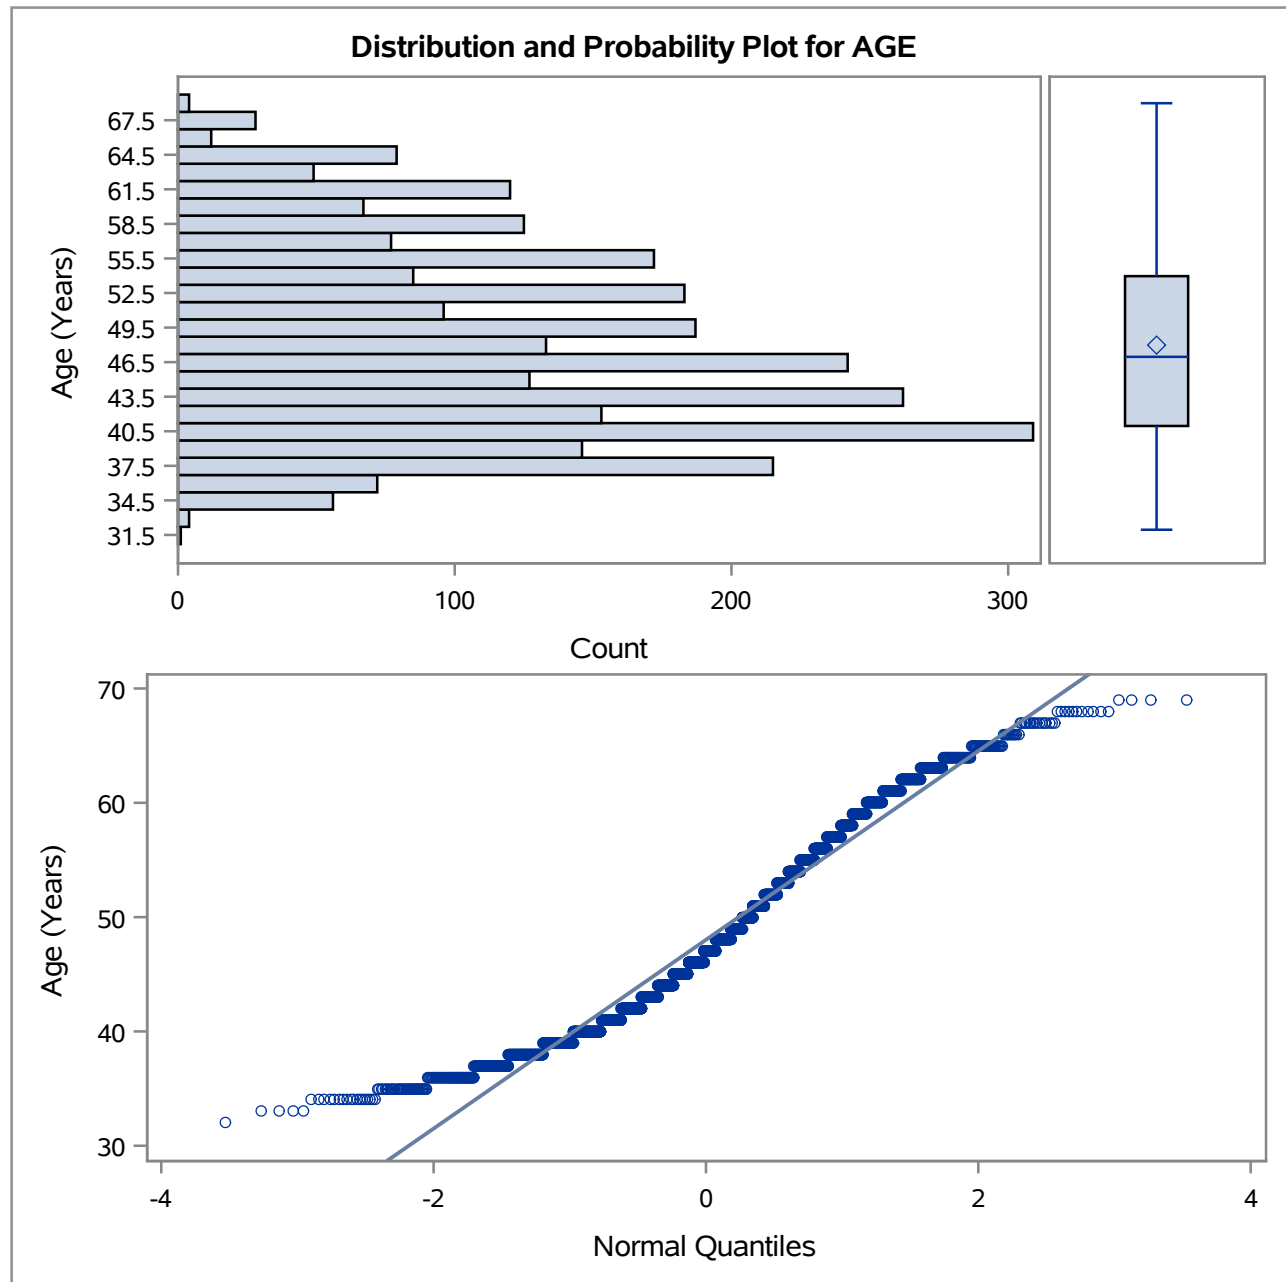 Distribution and Probability Plot for AGE
Age (Years)
67.5
64.5
61.5
58.5
55.5
52.5
49.5
46.5
43.5
40.5
37.5
34.5
31.5
0 100 200 300
Count
Age (Years)
70
60
50
40
30
-4 -2 0 2 4
Normal Quantiles